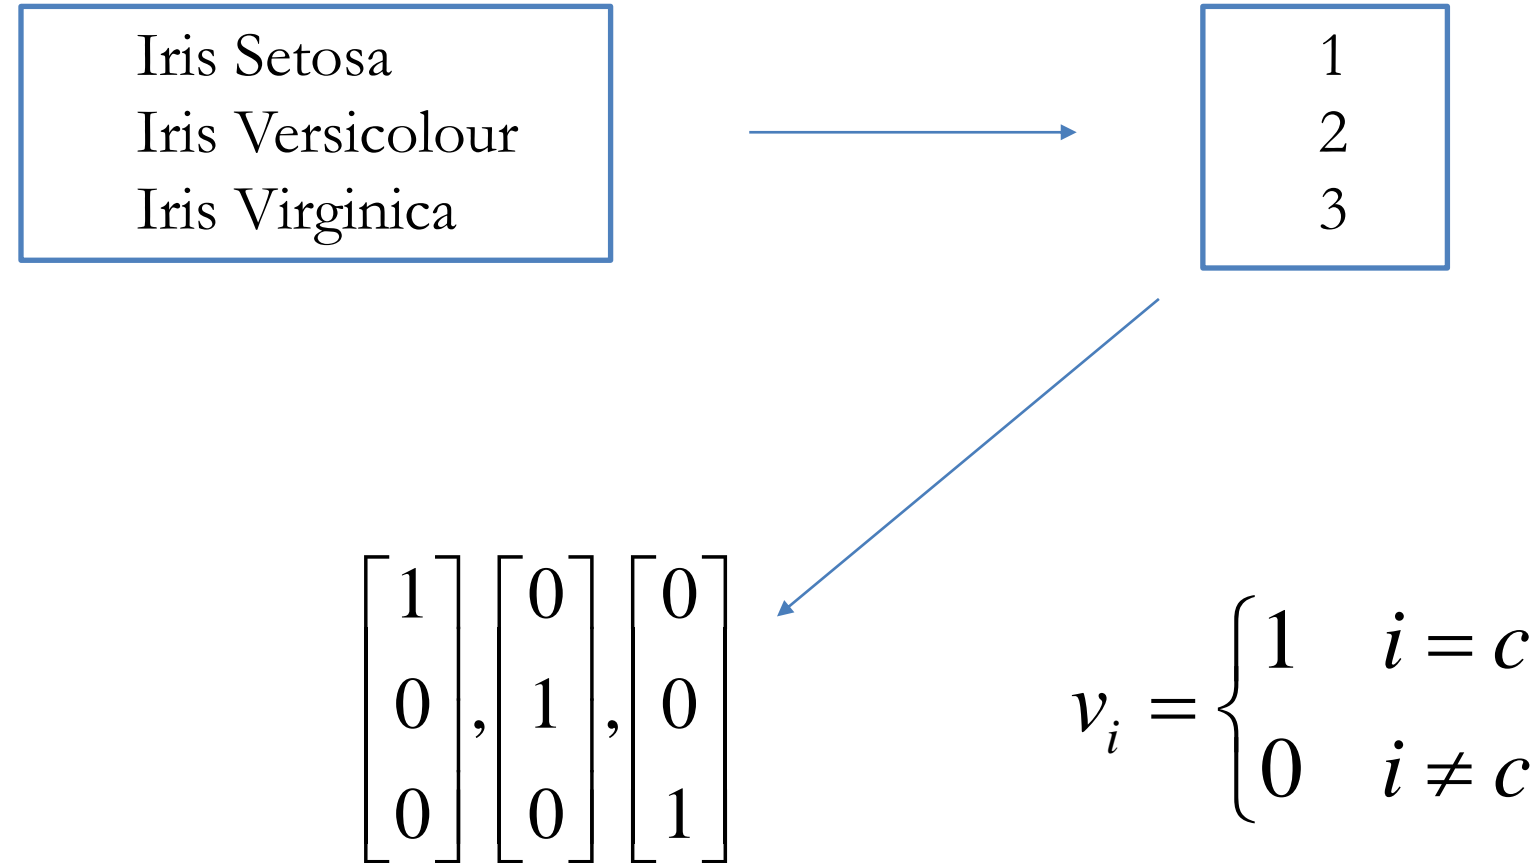 Iris Setosa
Iris Versicolour
Iris Virginica
1
2
3
[1 0 0], [0 1 0], [0 0 1]
v_i = { 1 i = c
0 i ≠ c